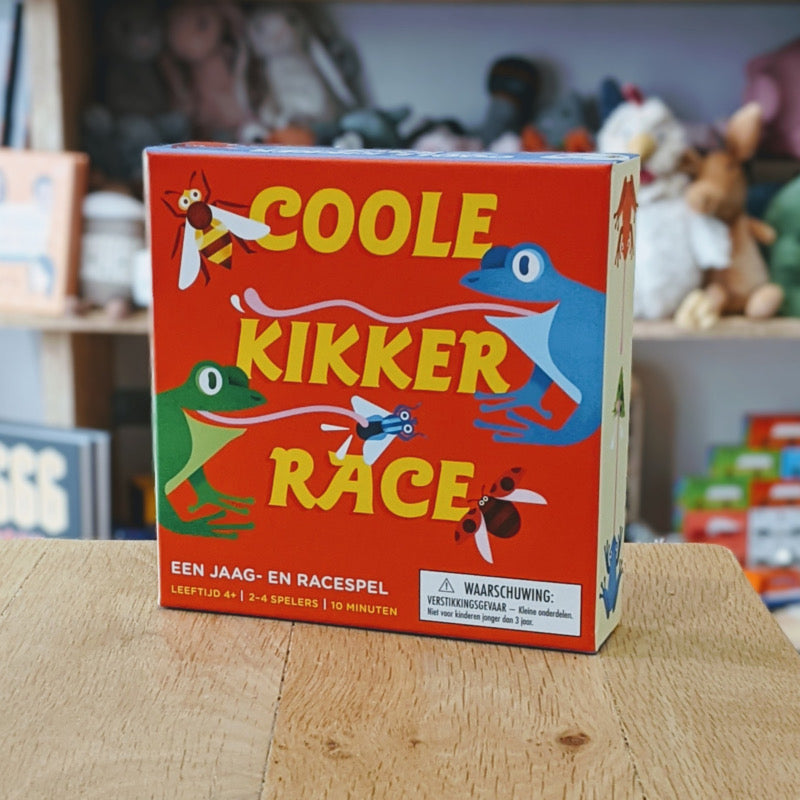 COOLE
KIKKER
RACE
EEN JAAG- EN RACESPEL
LEEFTIJD 4+ | 2-4 SPELERS | 10 MINUTEN
WAARSCHUWING:
VERSTIKKINGSGEVAAR – Kleine onderdelen.
Niet voor kinderen jonger dan 3 jaar.